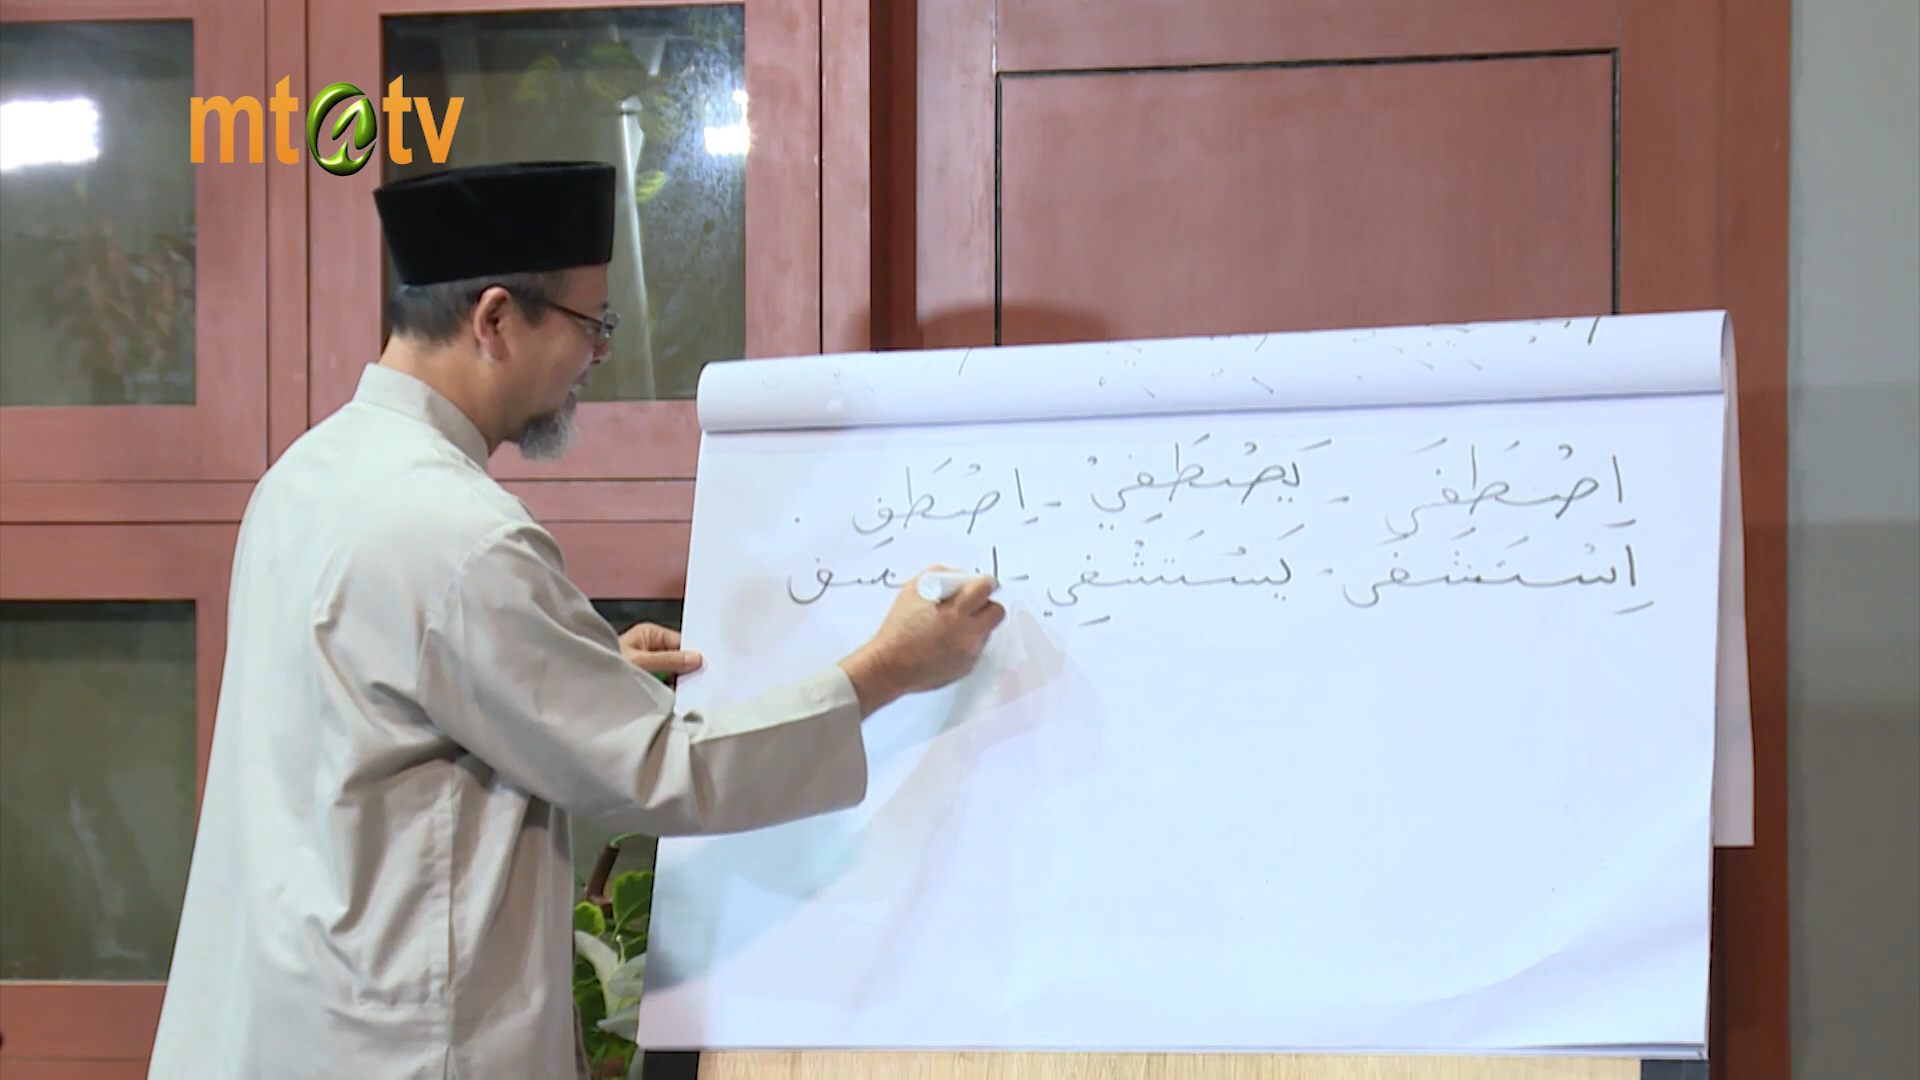 mt@tv
اِصْطَفَى - يَصْطَفِيْ - اِصْطَفِ
اِسْتَشْفَى - يَسْتَشْفِي -